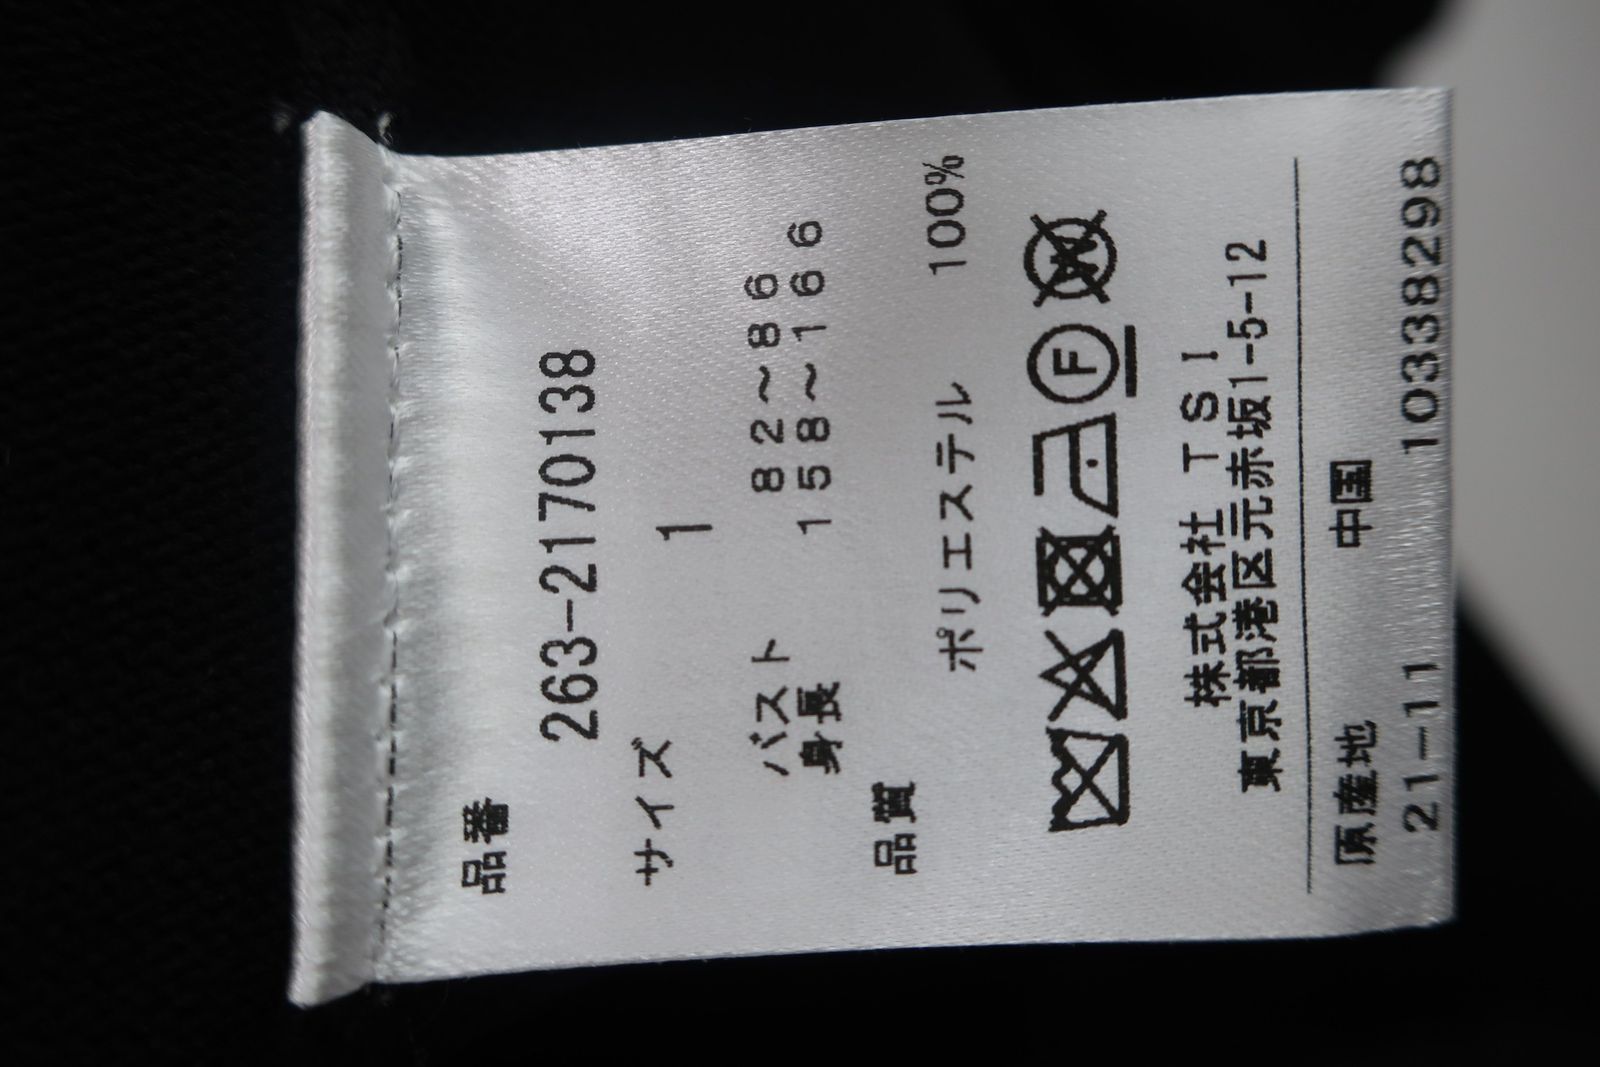 品番
263-2170138
サイズ
1
バスト 82~86
身長 158~166
品質
ポリエステル 100%
F
W
株式会社 TSI
東京都港区元赤坂1-5-12
原産地 中国
21-11 10338298